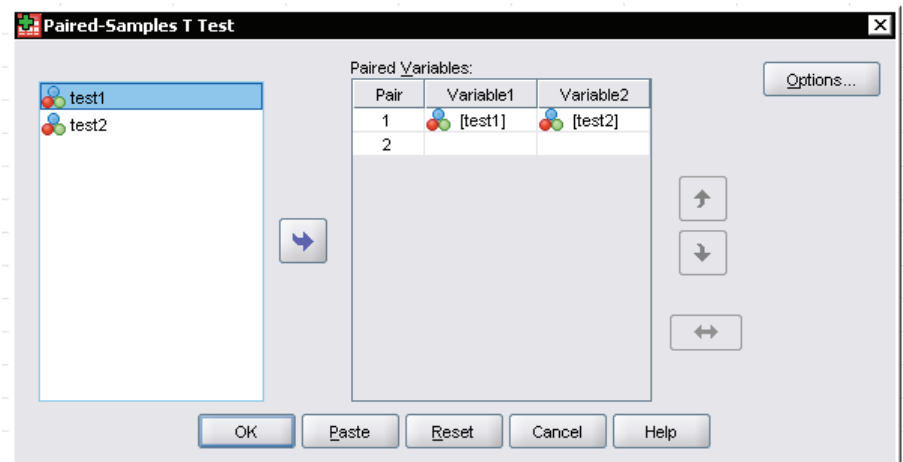 Paired-Samples T Test
Paired Variables:
Options...
test1
test2
Pair Variable1 Variable2
1 [test1] [test2]
2
OK Paste Reset Cancel Help